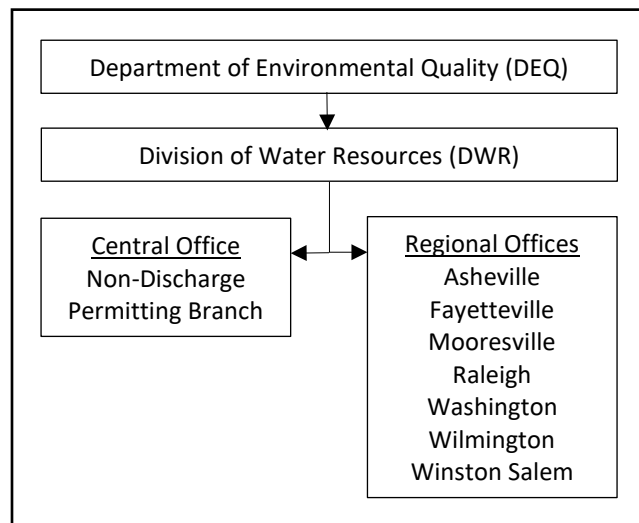 Department of Environmental Quality (DEQ)
Division of Water Resources (DWR)
Central Office
Non-Discharge
Permitting Branch
Regional Offices
Asheville
Fayetteville
Mooresville
Raleigh
Washington
Wilmington
Winston Salem